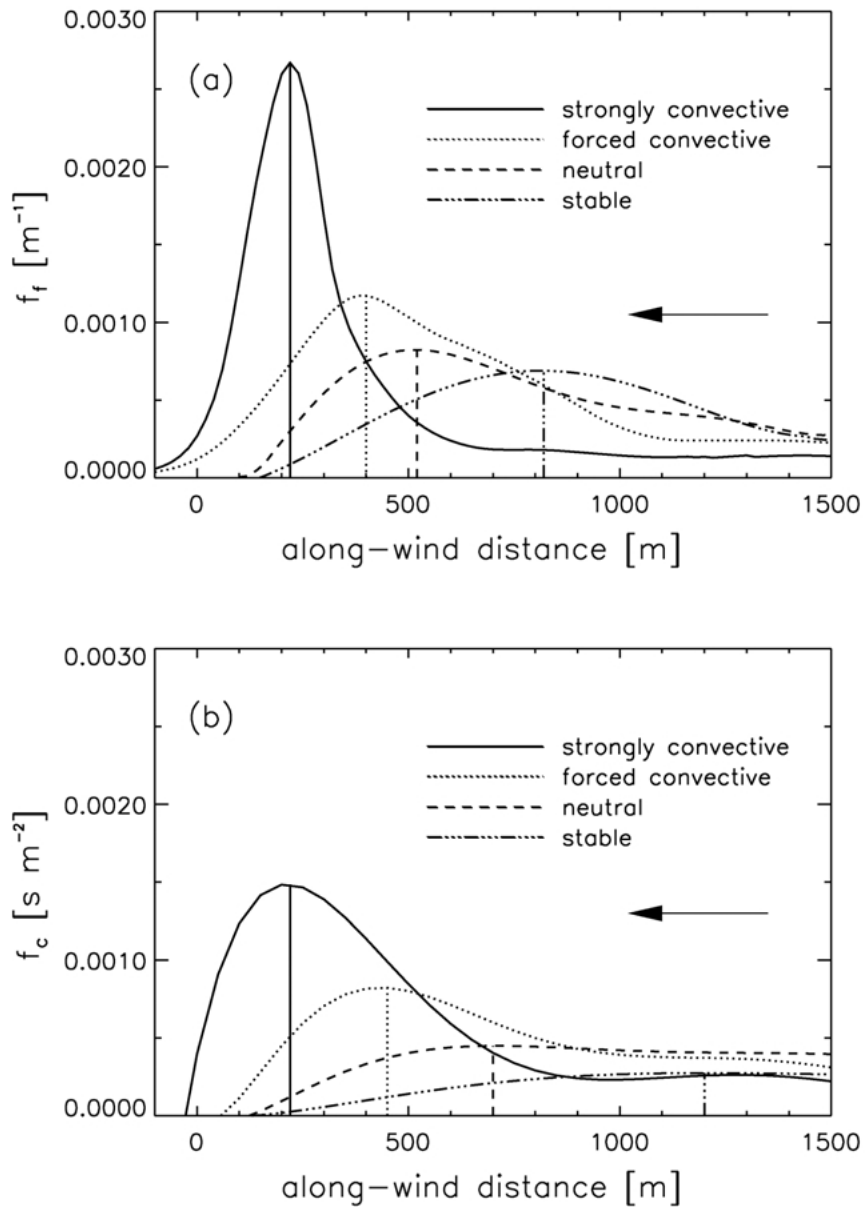 (a)
strongly convective
forced convective
neutral
stable
f_f [m⁻¹]
0.0030
0.0020
0.0010
0.0000
0 500 1000 1500
along-wind distance [m]
(b)
strongly convective
forced convective
neutral
stable
f_c [s m⁻²]
0.0030
0.0020
0.0010
0.0000
0 500 1000 1500
along-wind distance [m]